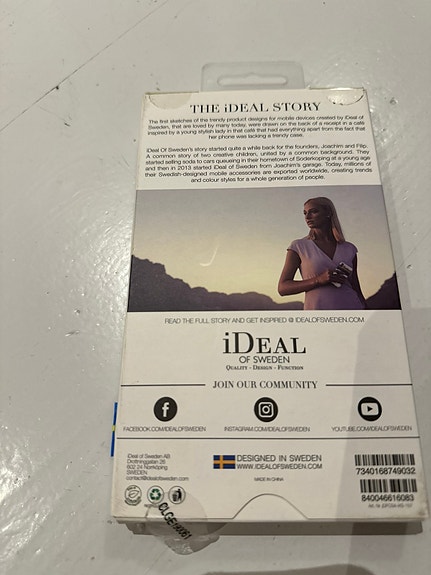 THE iDEAL STORY
The first sketches of the trendy product designs for mobile devices created by iDeal of
Sweden, that are loved by many today, were drawn on the back of a receipt in a café
inspired by a young stylish lady in that café that had everything apart from the fact that
her phone was lacking a trendy case.
iDeal Of Sweden's story started quite a while back for the founders, Joachim and Filip.
A common story of two creative children, united by a common background. They
started selling soda to cars queuing in their hometown of Söderköping at a young age
and then in 2013 started iDeal of Sweden from Joachim's garage. Today, millions of
their Swedish-designed mobile accessories are exported worldwide, creating trends
and colour styles for a whole generation of people.
READ THE FULL STORY AND GET INSPIRED @ IDEALOFSWEDEN.COM
iDEAL
OF SWEDEN
QUALITY - DESIGN - FUNCTION
JOIN OUR COMMUNITY
FACEBOOK.COM/IDEALOFSWEDEN
INSTAGRAM.COM/IDEALOFSWEDEN
YOUTUBE.COM/IDEALOFSWEDEN
iDeal of Sweden AB
Drottninggatan 26
602 24 Norrköping
SWEDEN
contact@idealofsweden.com
DESIGNED IN SWEDEN
WWW.IDEALOFSWEDEN.COM
MADE IN CHINA
7340168749032
840046616083